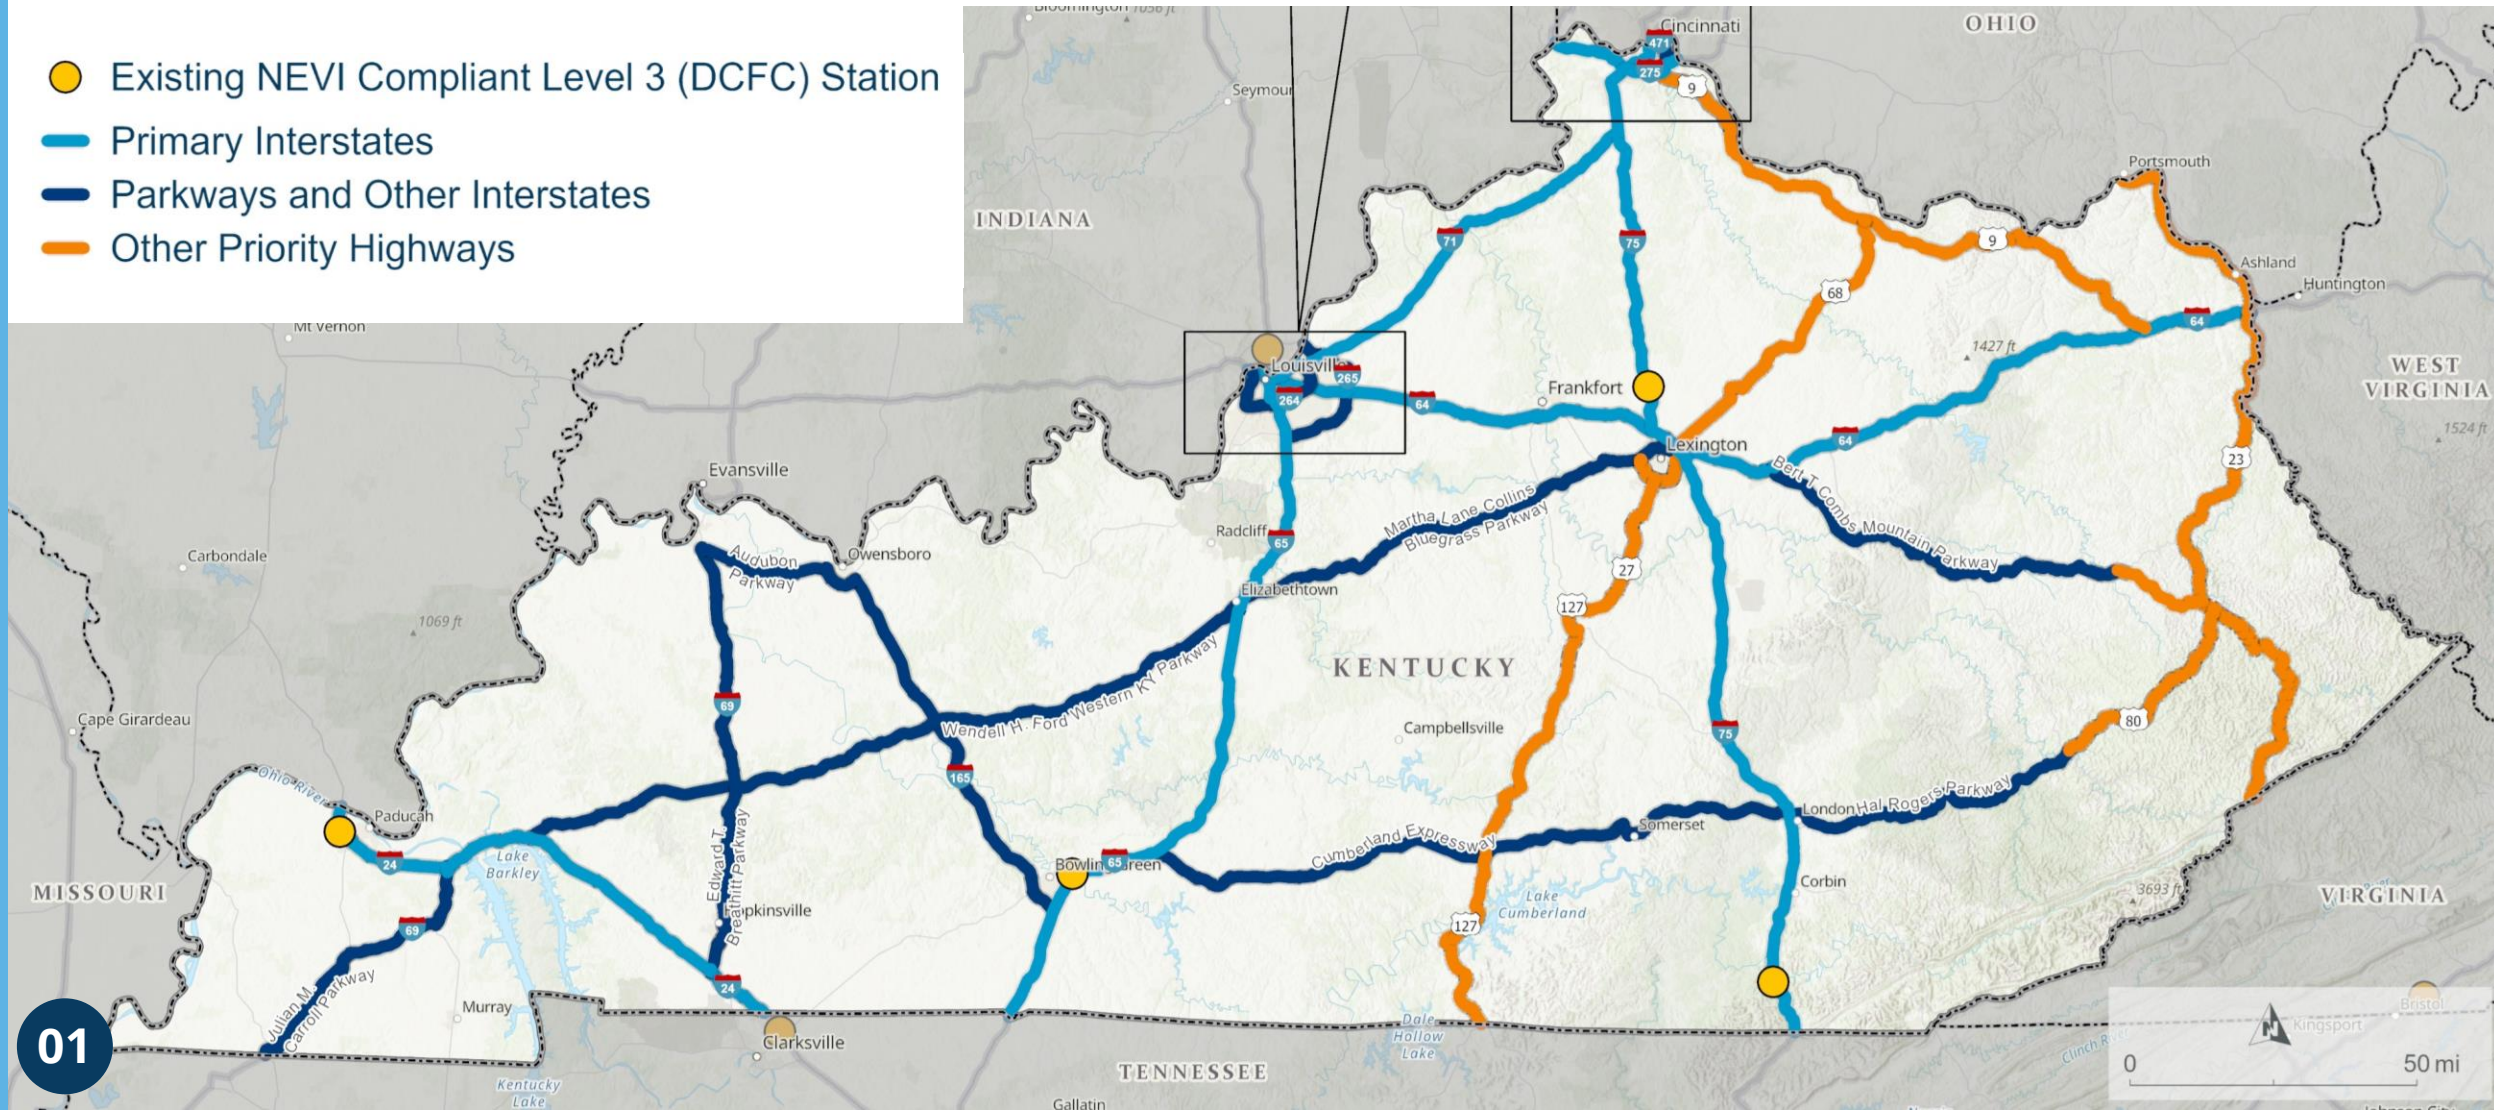 Existing NEVI Compliant Level 3 (DCFC) Station
Primary Interstates
Parkways and Other Interstates
Other Priority Highways
Cincinnati
OHIO
471
275
9
Seymour
Portsmouth
INDIANA
71
75
9
Ashland
Huntington
68
64
Mt Vernon
1427 ft
WEST
VIRGINIA
Louisville
265
264
64
Frankfort
1524 ft
Lexington
64
23
Evansville
Bert T Combs Mountain Parkway
Martha Lane Collins
Bluegrass Parkway
Radcliff
65
Carbondale
Audubon
Parkway
Owensboro
27
Elizabethtown
127
1069 ft
KENTUCKY
69
Wendell H. Ford Western KY Parkway
Cape Girardeau
Campbellsville
75
80
165
Ohio River
Paducah
London
Hal Rogers Parkway
Somerset
Cumberland Expressway
Edward T.
Breathitt Parkway
24
Lake
Barkley
Bowling Green
65
Corbin
MISSOURI
3693 ft
VIRGINIA
Lake
Cumberland
Hopkinsville
69
127
Julian M.
Carroll Parkway
24
Murray
Bristol
Kingsport
01
Clarksville
Dale
Hollow
Lake
TENNESSEE
0
50 mi
N
Kentucky
Lake
Gallatin